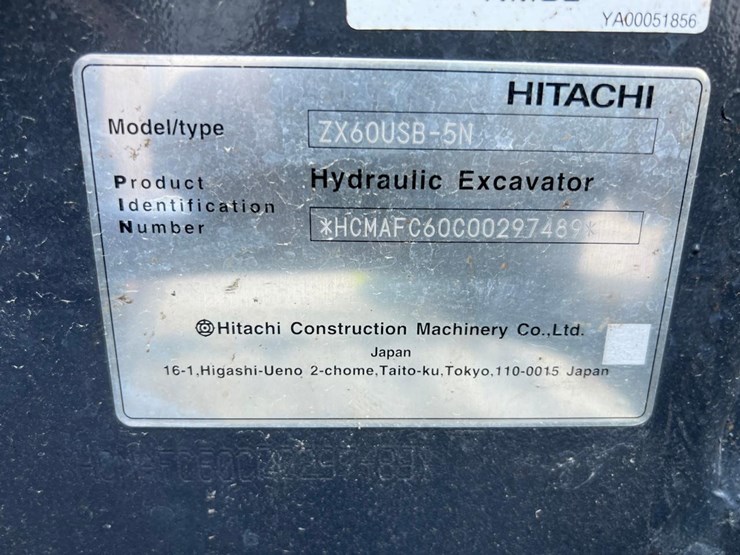 YA00051856
HITACHI
Model/type ZX60USB-5N
Product Hydraulic Excavator
Identification
Number *HCMAFC60C00297489*
Hitachi Construction Machinery Co.,Ltd.
Japan
16-1,Higashi-Ueno 2-chome,Taito-ku,Tokyo,110-0015 Japan